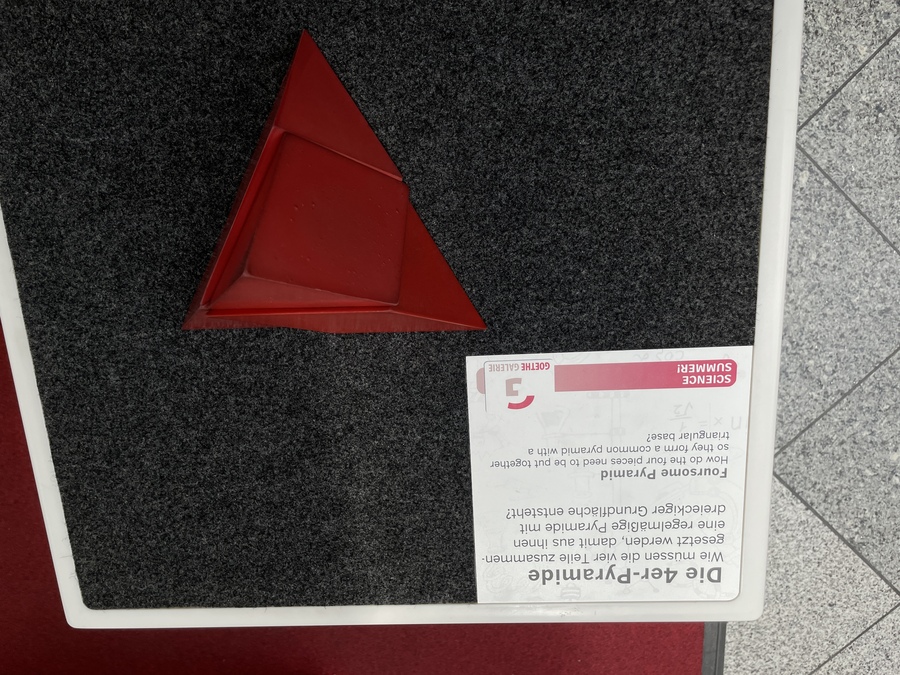 Die 4er-Pyramide
Wie müssen die vier Teile zusammen-
gesetzt werden, damit aus ihnen
eine regelmäßige Pyramide mit
dreieckiger Grundfläche entsteht?
Foursome Pyramid
How do the four pieces need to be put together
so they form a common pyramid with a
triangular base?
SCIENCE
SUMMER!
GOETHE GALERIE